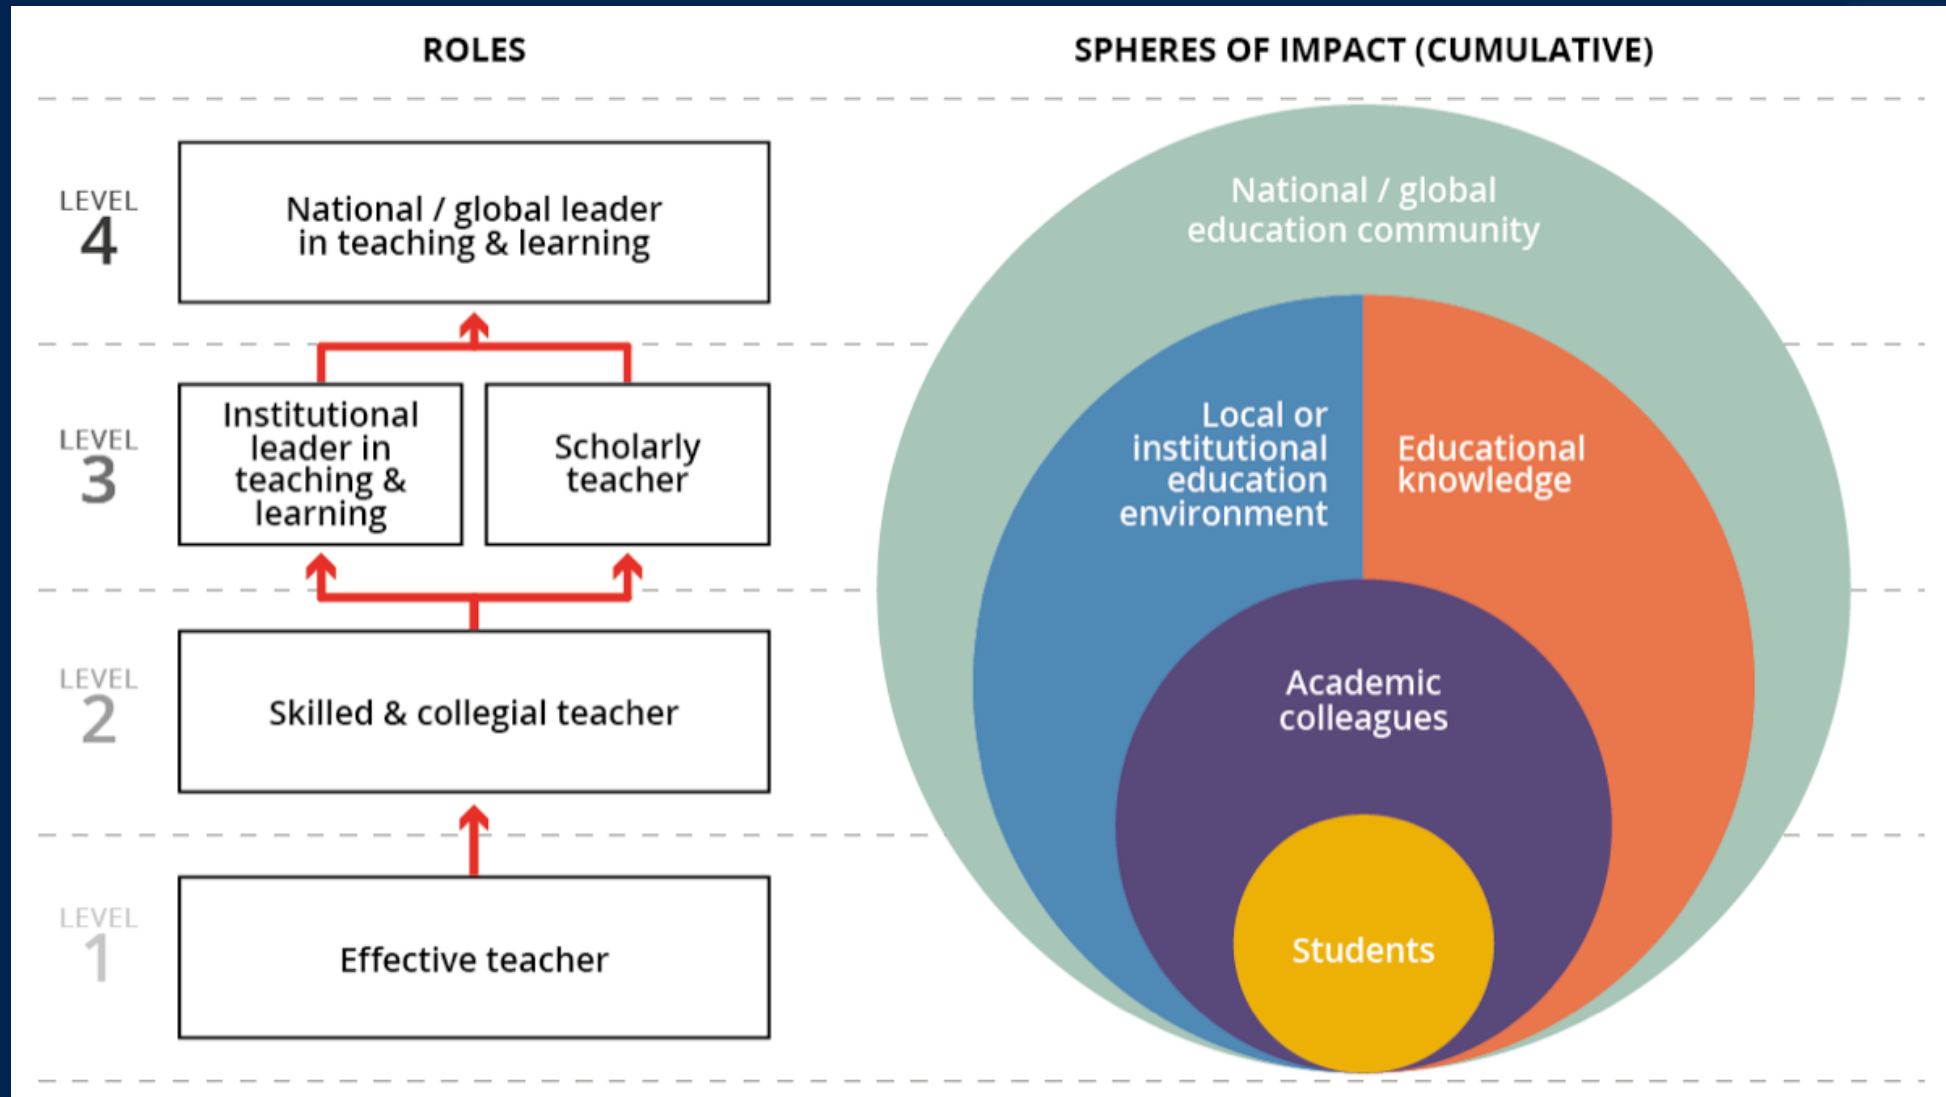 ROLES
SPHERES OF IMPACT (CUMULATIVE)
LEVEL
4
National / global leader
in teaching & learning
National / global
education community
LEVEL
3
Institutional
leader in
teaching &
learning
Scholarly
teacher
Local or
institutional
education
environment
Educational
knowledge
LEVEL
2
Skilled & collegial teacher
Academic
colleagues
LEVEL
1
Effective teacher
Students